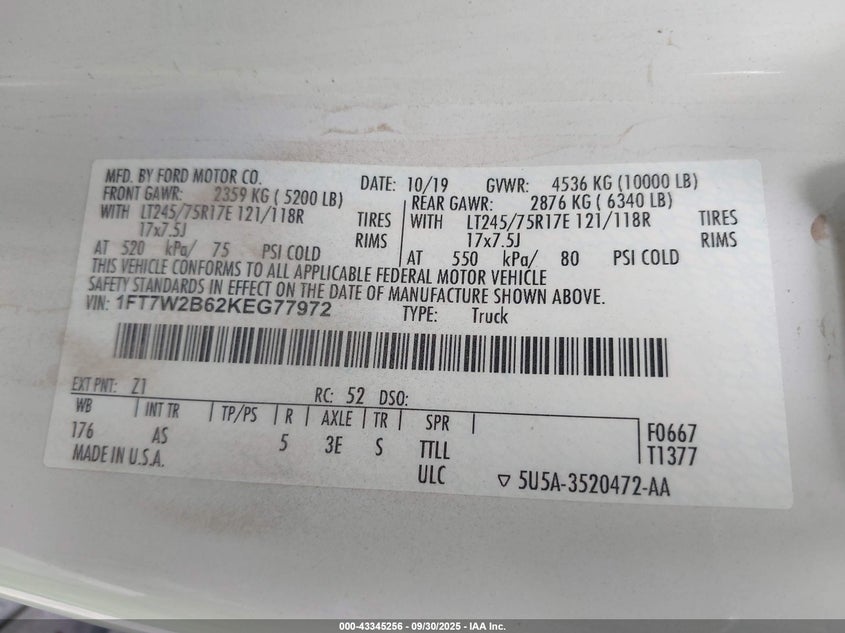 MFD. BY FORD MOTOR CO. DATE: 10/19 GVWR: 4536 KG (10000 LB)
FRONT GAWR: 2359 KG ( 5200 LB) REAR GAWR: 2876 KG ( 6340 LB)
WITH LT245/75R17E 121/118R TIRES WITH LT245/75R17E 121/118R TIRES
17x7.5J RIMS 17x7.5J RIMS
AT 520 kPa/ 75 PSI COLD AT 550 kPa/ 80 PSI COLD
THIS VEHICLE CONFORMS TO ALL APPLICABLE FEDERAL MOTOR VEHICLE
SAFETY STANDARDS IN EFFECT ON THE DATE OF MANUFACTURE SHOWN ABOVE.
VIN: 1FT7W2B62KEG77972 TYPE: Truck
EXT PNT: Z1 RC: 52 DSO:
WB INT TR TP/PS R AXLE TR SPR
176 AS 5 3E S TTLL F0667
ULC T1377
MADE IN U.S.A. ▽ 5U5A-3520472-AA
000-43345256 - 09/30/2025 - IAA Inc.